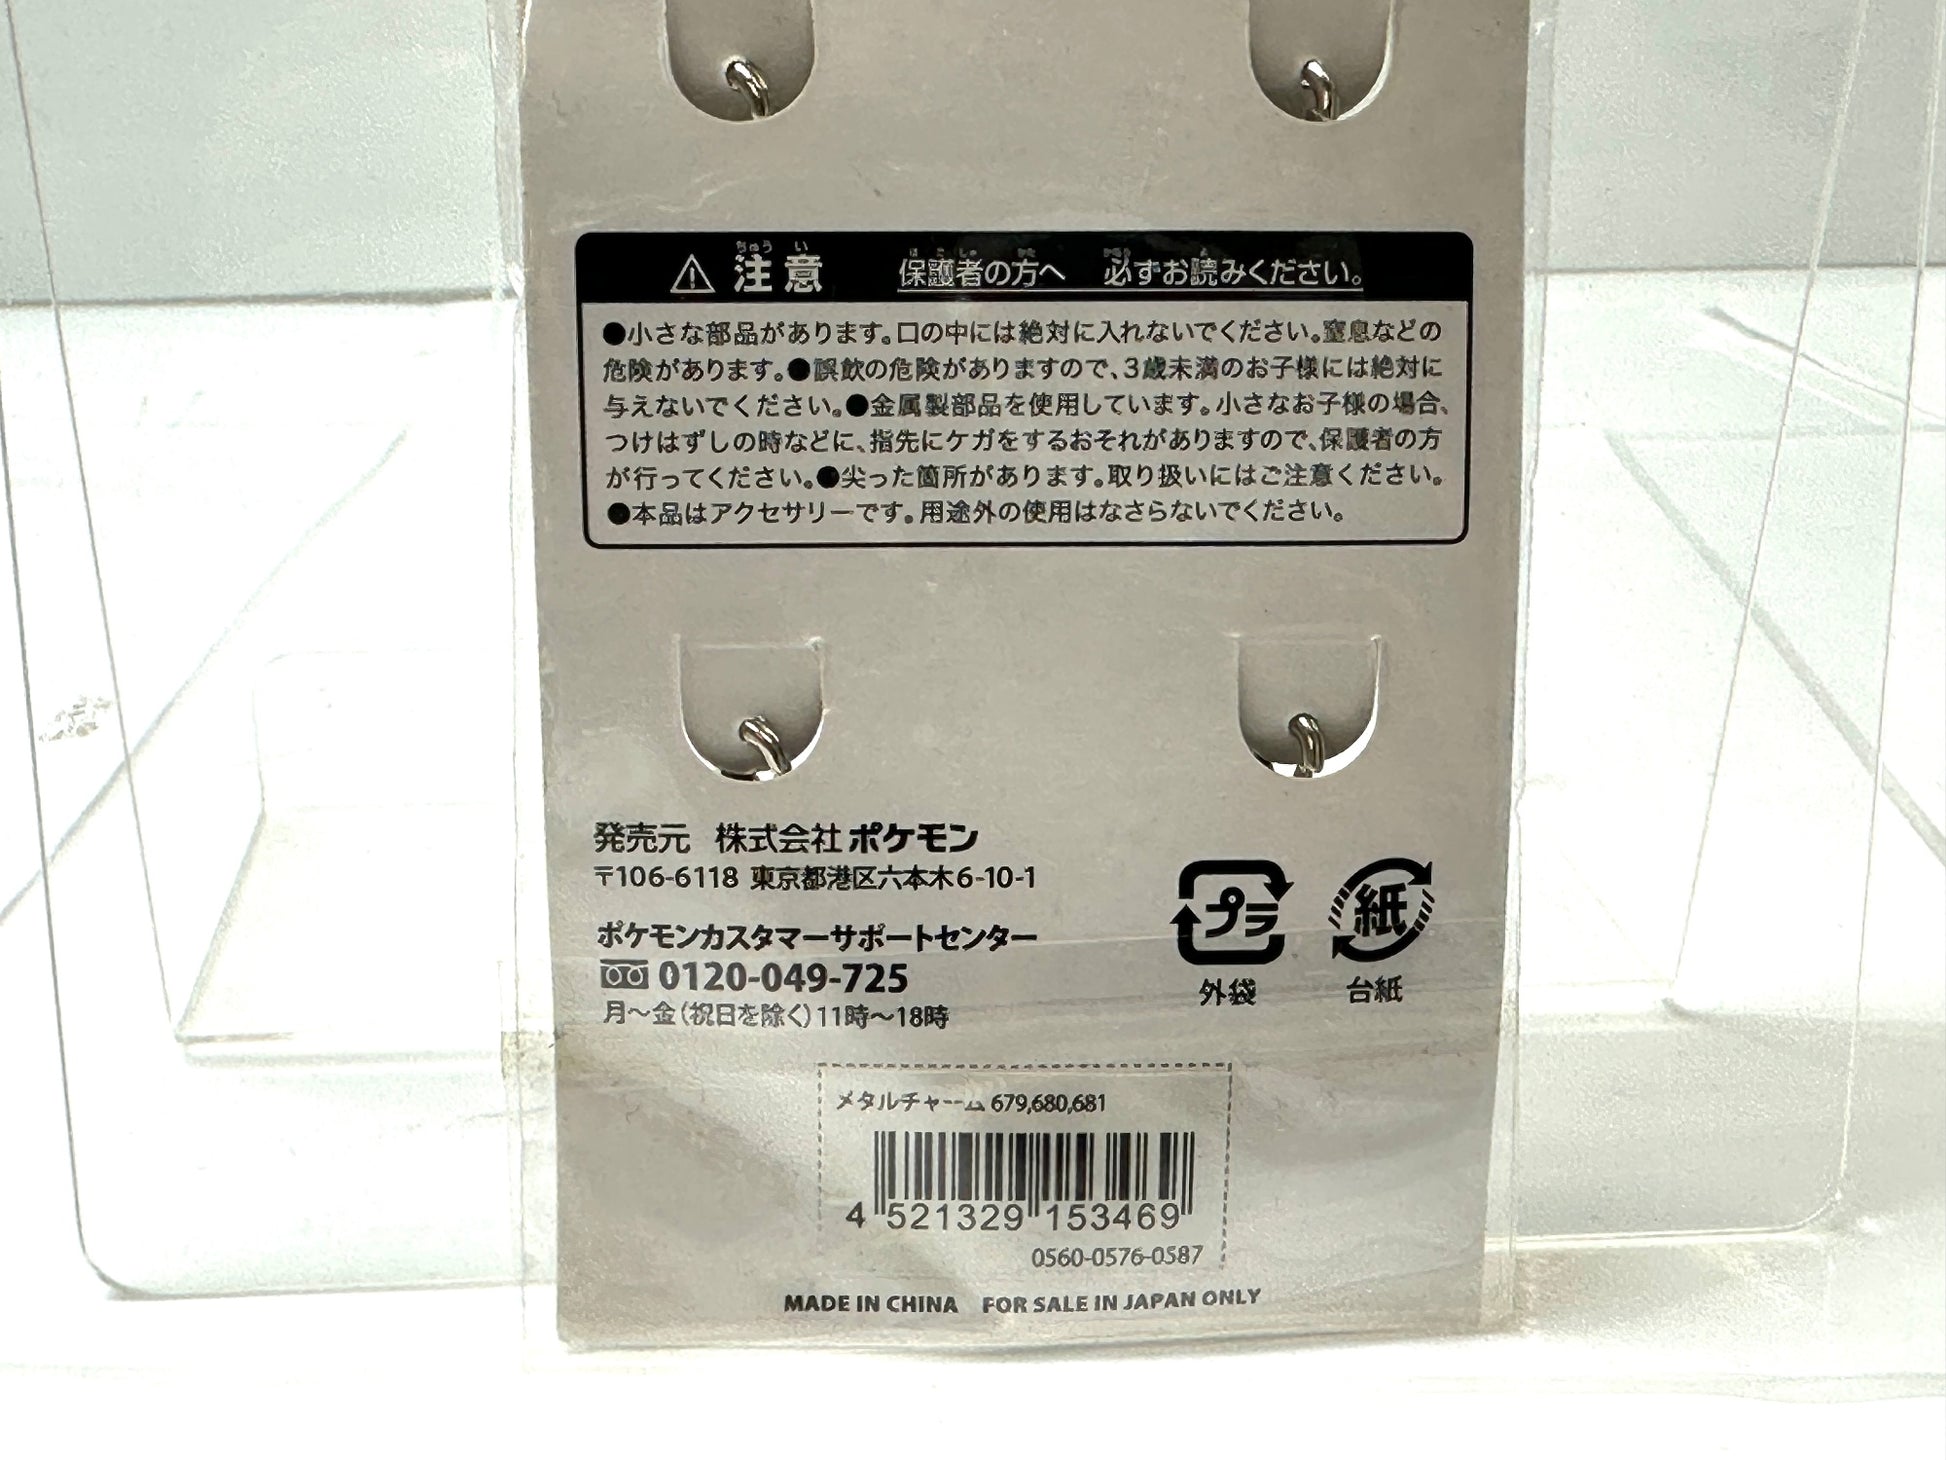 ちゅう い
⚠ 注意 保護者の方へ 必ずお読みください。
●小さな部品があります。口の中には絶対に入れないでください。窒息などの
危険があります。●誤飲の危険がありますので、3歳未満のお子様には絶対に
与えないでください。●金属製部品を使用しています。小さなお子様の場合、
つけはずしの時などに、指先にケガをするおそれがありますので、保護者の方
が行ってください。●尖った箇所があります。取り扱いにはご注意ください。
●本品はアクセサリーです。用途外の使用はなさらないでください。
発売元 株式会社ポケモン
〒106-6118 東京都港区六本木6-10-1
ポケモンカスタマーサポートセンター
0120-049-725
月～金(祝日を除く)11時～18時
プラ
外袋
紙
台紙
メタルチャーム 679,680,681
4 521329 153469
0560-0576-0587
MADE IN CHINA FOR SALE IN JAPAN ONLY